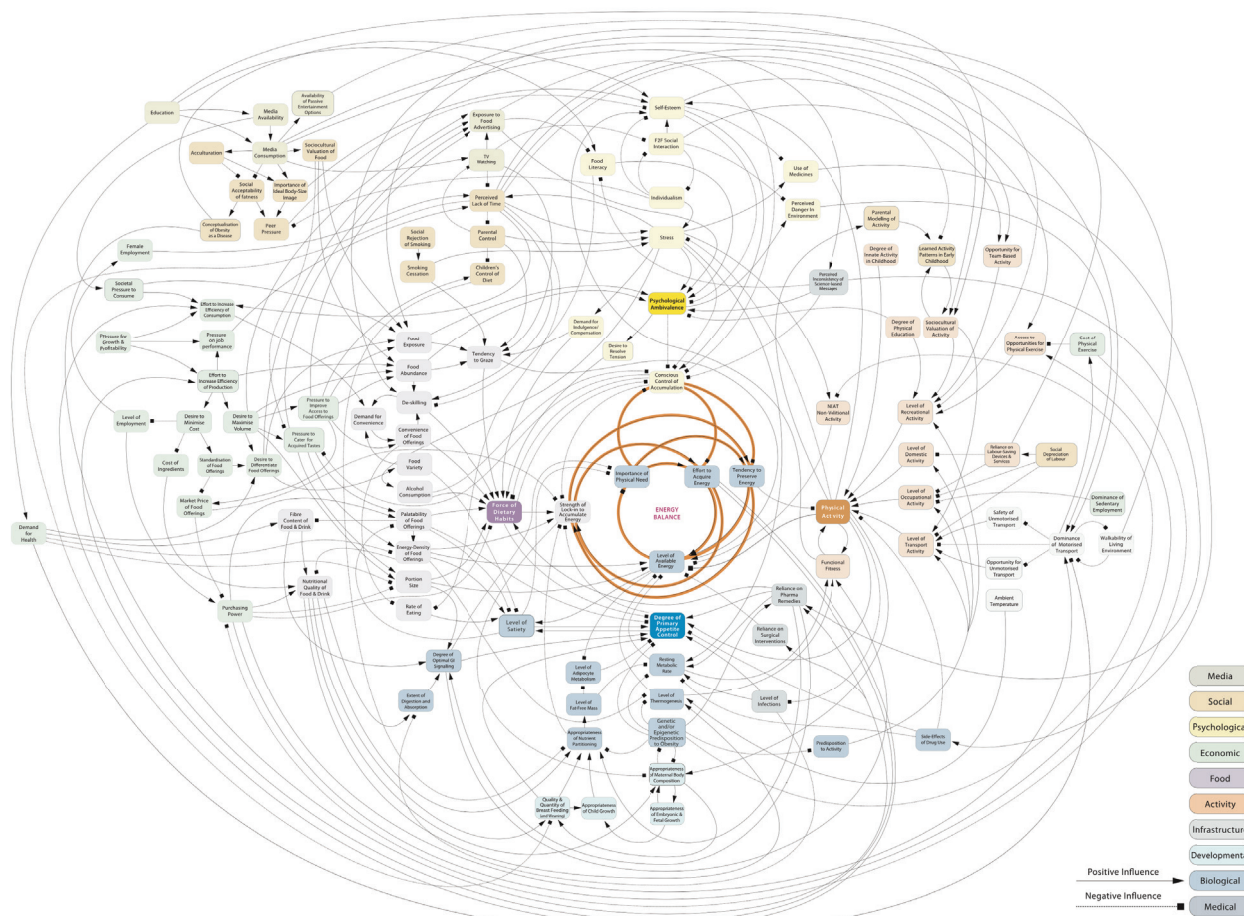 Education
Media
Availability
Availability
of Passive
Entertainment
Options
Media
Consumption
Acculturation
Sociocultural
Valuation of
Food
Social
Acceptability
of Fatness
Importance of
Ideal Body-Size
Image
Conceptualisation
of Obesity
as a Disease
Peer
Pressure
Exposure to
Food
Advertising
TV
Watching
Perceived
Lack of Time
Social
Rejection
of Smoking
Parental
Control
Smoking
Cessation
Children's
Control of
Diet
Self-Esteem
F2F Social
Interaction
Food
Literacy
Individualism
Stress
Use of
Medicines
Perceived
Danger In
Environment
Psychological
Ambivalence
Demand for
Indulgence/
Compensation
Desire to
Resolve
Tension
Conscious
Control of
Accumulation
Perceived
Inconsistency of
Science-based
Messages
Parental
Modelling of
Activity
Degree of
Innate Activity
in Childhood
Learned Activity
Patterns in Early
Childhood
Opportunity for
Team-Based
Activity
Degree of
Physical
Education
Sociocultural
Valuation of
Activity
Opportunities for
Physical Exercise
Physical
Exercise
Female
Employment
Societal
Pressure to
Consume
Effort to Increase
Efficiency of
Consumption
Pressure for
Growth &
Profitability
Pressure
on Job
Performance
Effort to
Increase Efficiency
of Production
Level of
Employment
Desire to
Minimise
Cost
Desire to
Maximise
Volume
Pressure to
Improve
Access to
Food Offerings
Pressure to
Cater for
Acquired Tastes
Cost of
Ingredients
Standardisation
of Food
Offerings
Desire to
Differentiate
Food Offerings
Market Price
of Food
Offerings
Demand
for
Health
Purchasing
Power
Food
Exposure
Food
Abundance
Tendency
to Graze
De-skilling
Demand for
Convenience
Convenience
of Food
Offerings
Food
Variety
Alcohol
Consumption
Fibre
Content of
Food & Drink
Palatability
of Food
Offerings
Energy-Density
of Food
Offerings
Nutritional
Quality of
Food & Drink
Portion
Size
Rate of
Eating
Force of
Dietary
Habits
Strength of
Lock-in to
Accumulate
Energy
Importance of
Physical Need
Effort to
Acquire
Energy
Tendency to
Preserve
Energy
ENERGY
BALANCE
Level of
Available
Energy
Physical
Activity
NEAT
Non-Volitional
Activity
Level of
Recreational
Activity
Level of
Domestic
Activity
Reliance on
Labour-Saving
Devices &
Services
Social
Depreciation
of Labour
Level of
Occupational
Activity
Level of
Transport
Activity
Safety of
Unmotorised
Transport
Dominance of
Sedentary
Employment
Dominance
of Motorised
Transport
Walkability of
Living
Environment
Opportunity for
Unmotorised
Transport
Ambient
Temperature
Functional
Fitness
Reliance on
Pharma
Remedies
Reliance on
Surgical
Interventions
Level of
Satiety
Degree of
Primary
Appetite
Control
Degree of
Optimal GI
Signalling
Extent of
Digestion and
Absorption
Level of
Adipocyte
Metabolism
Resting
Metabolic
Rate
Level of
Fat-Free Mass
Level of
Thermogenesis
Level of
Infections
Appropriateness
of Nutrient
Partitioning
Genetic
and/or
Epigenetic
Predisposition
to Obesity
Predisposition
to Activity
Side Effects
of Drug Use
Appropriateness
of Maternal Body
Composition
Quality &
Quantity of
Breast Feeding
Appropriateness
of Child Growth
Appropriateness
of Embryonic &
Fetal Growth
Media
Social
Psychological
Economic
Food
Activity
Infrastructure
Developmental
Biological
Medical
Positive Influence
Negative Influence